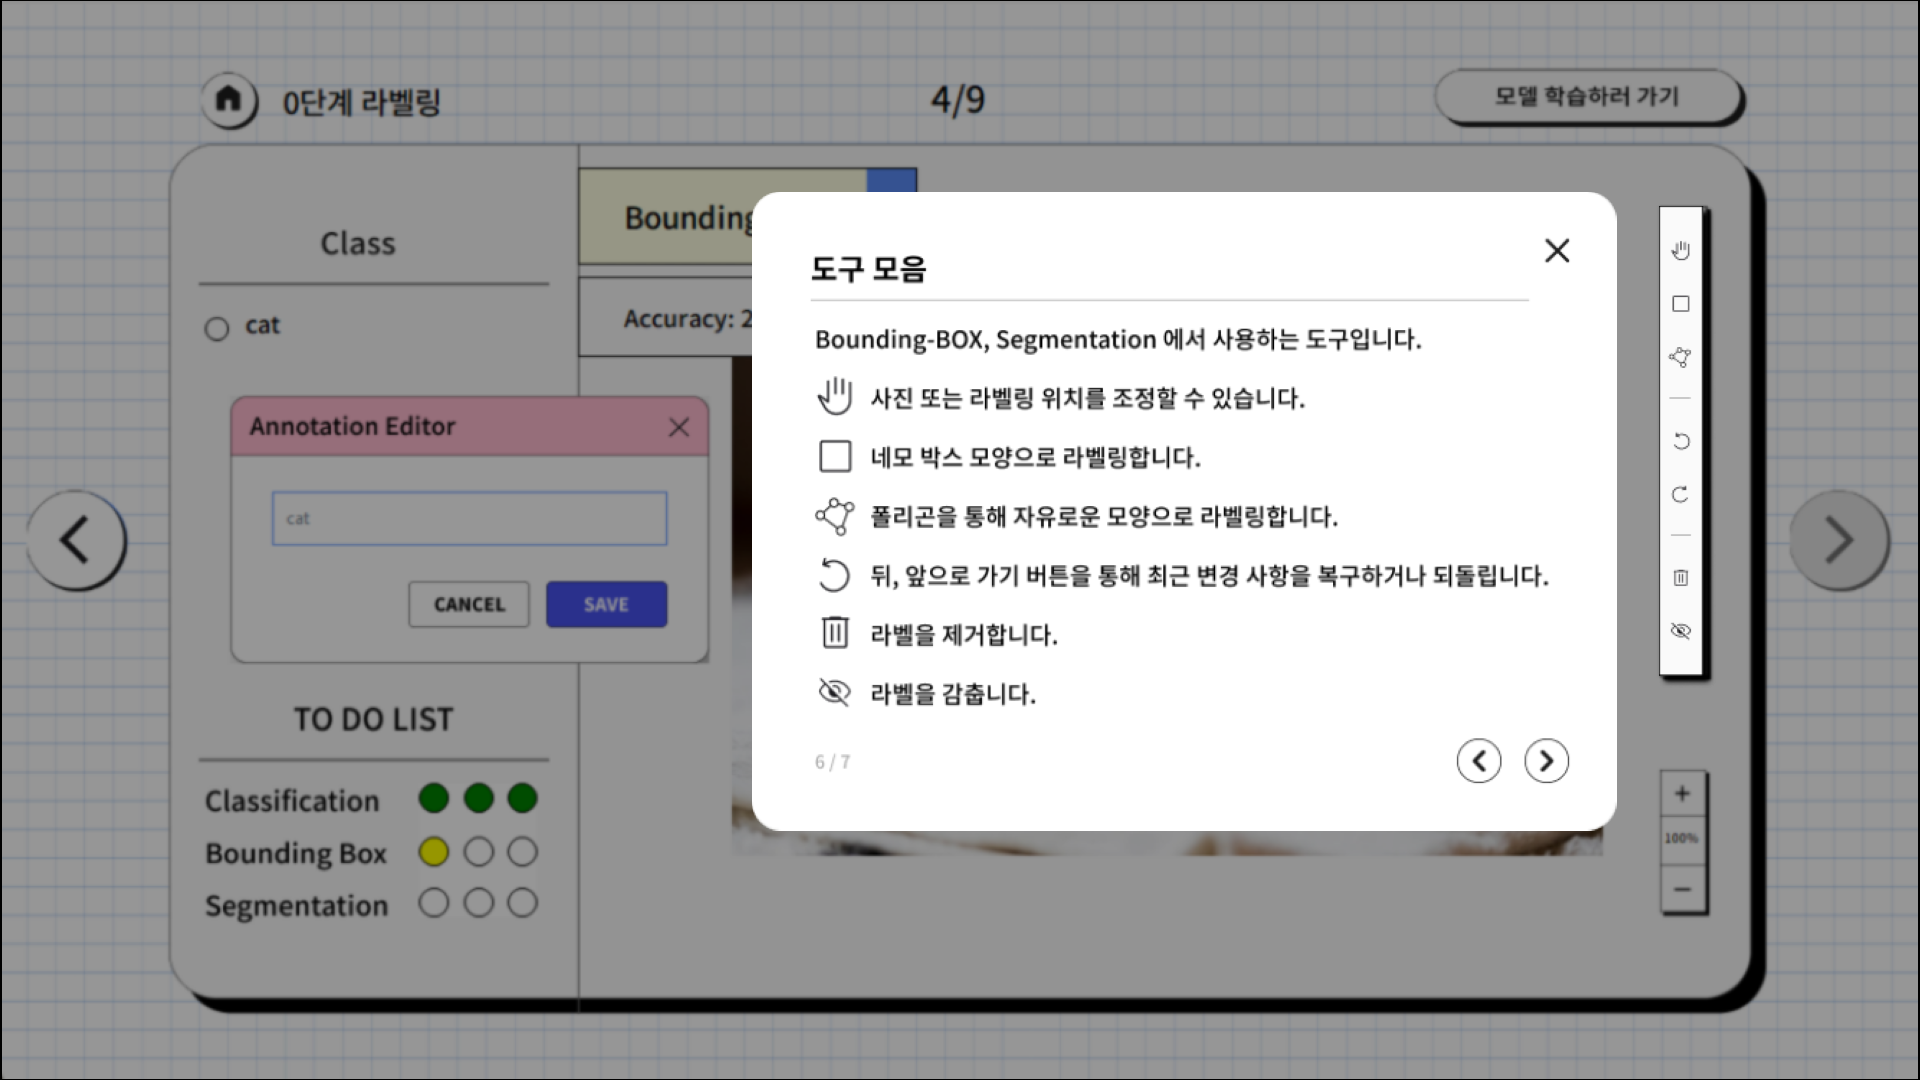 0단계 라벨링
4/9
모델 학습하러 가기
Class
cat
Annotation Editor
cat
CANCEL
SAVE
TO DO LIST
Classification
Bounding Box
Segmentation
Bounding
Accuracy: 2
도구 모음
Bounding-BOX, Segmentation 에서 사용하는 도구입니다.
사진 또는 라벨링 위치를 조정할 수 있습니다.
네모 박스 모양으로 라벨링합니다.
폴리곤을 통해 자유로운 모양으로 라벨링합니다.
뒤, 앞으로 가기 버튼을 통해 최근 변경 사항을 복구하거나 되돌립니다.
라벨을 제거합니다.
라벨을 감춥니다.
6 / 7
+
100%
−